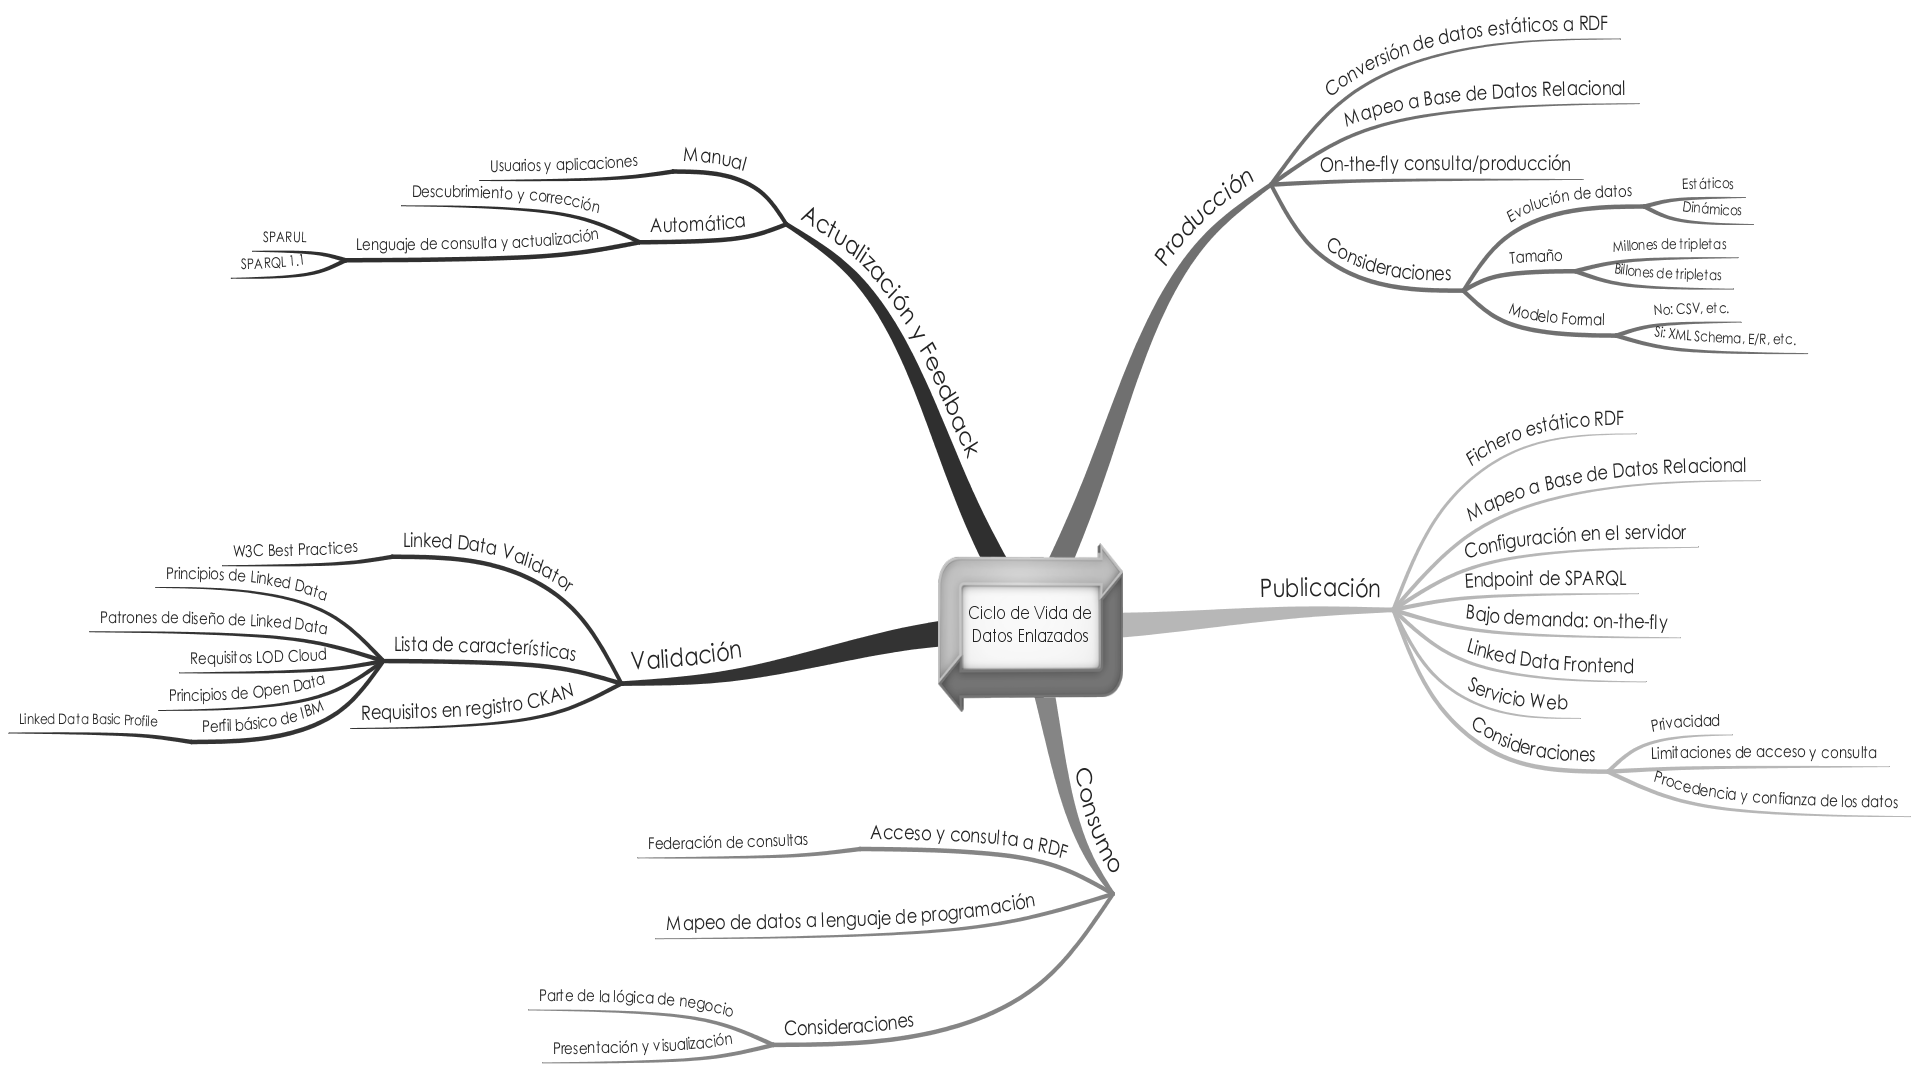 Ciclo de Vida de
Datos Enlazados
Producción
Conversión de datos estáticos a RDF
Mapeo a Base de Datos Relacional
On-the-fly consulta/producción
Consideraciones
Evolución de datos
Estáticos
Dinámicos
Tamaño
Millones de tripletas
Billones de tripletas
Modelo Formal
No: CSV, etc.
Si: XML Schema, E/R, etc.
Publicación
Fichero estático RDF
Mapeo a Base de Datos Relacional
Configuración en el servidor
Endpoint de SPARQL
Bajo demanda: on-the-fly
Linked Data Frontend
Servicio Web
Consideraciones
Privacidad
Limitaciones de acceso y consulta
Procedencia y confianza de los datos
Consumo
Acceso y consulta a RDF
Federación de consultas
Mapeo de datos a lenguaje de programación
Consideraciones
Parte de la lógica de negocio
Presentación y visualización
Validación
Linked Data Validator
W3C Best Practices
Lista de características
Principios de Linked Data
Patrones de diseño de Linked Data
Requisitos LOD Cloud
Principios de Open Data
Perfil básico de IBM
Linked Data Basic Profile
Requisitos en registro CKAN
Actualización y Feedback
Manual
Usuarios y aplicaciones
Automática
Descubrimiento y corrección
Lenguaje de consulta y actualización
SPARUL
SPARQL 1.1